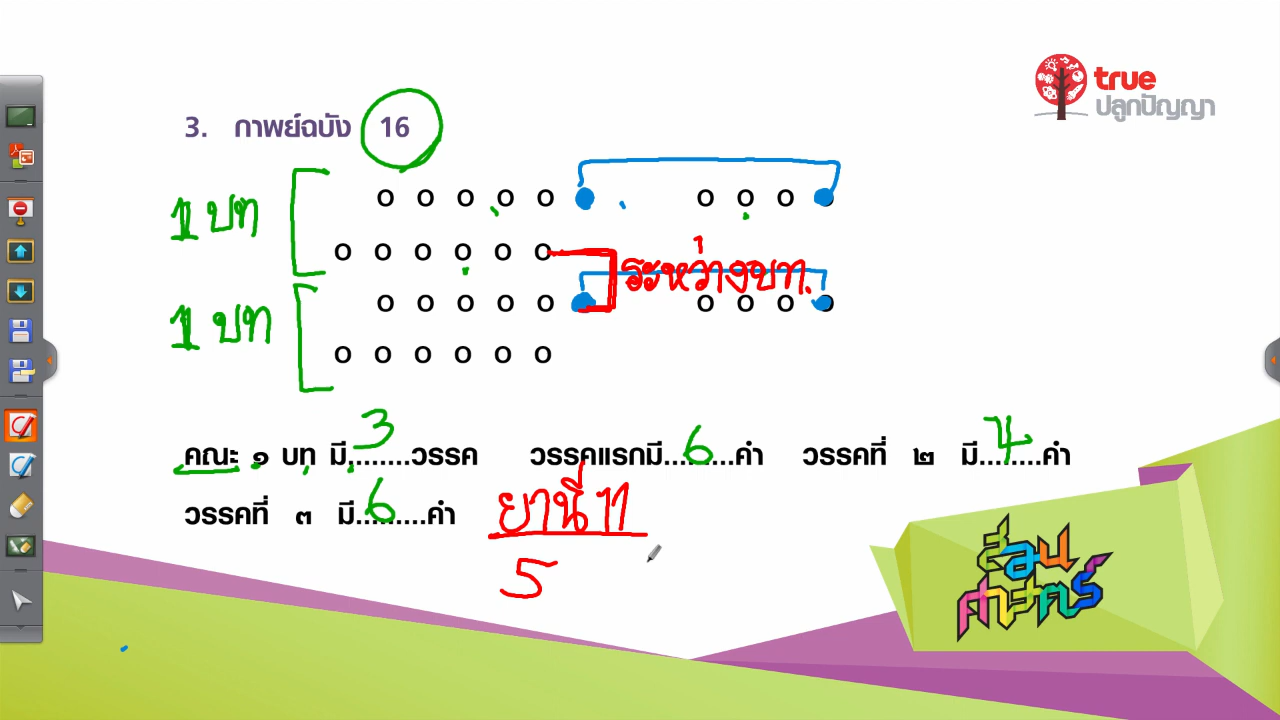 true
ปลูกปัญญา
3. กาพย์ฉบัง 16
1 บท
ระหว่างบท.
1 บท
คณะ ๑ บท มี 3 วรรค วรรคแรกมี 6 คำ วรรคที่ ๒ มี 4 คำ
วรรคที่ ๓ มี 6 คำ
ยานี 11
5
สอน
ศาสตร์